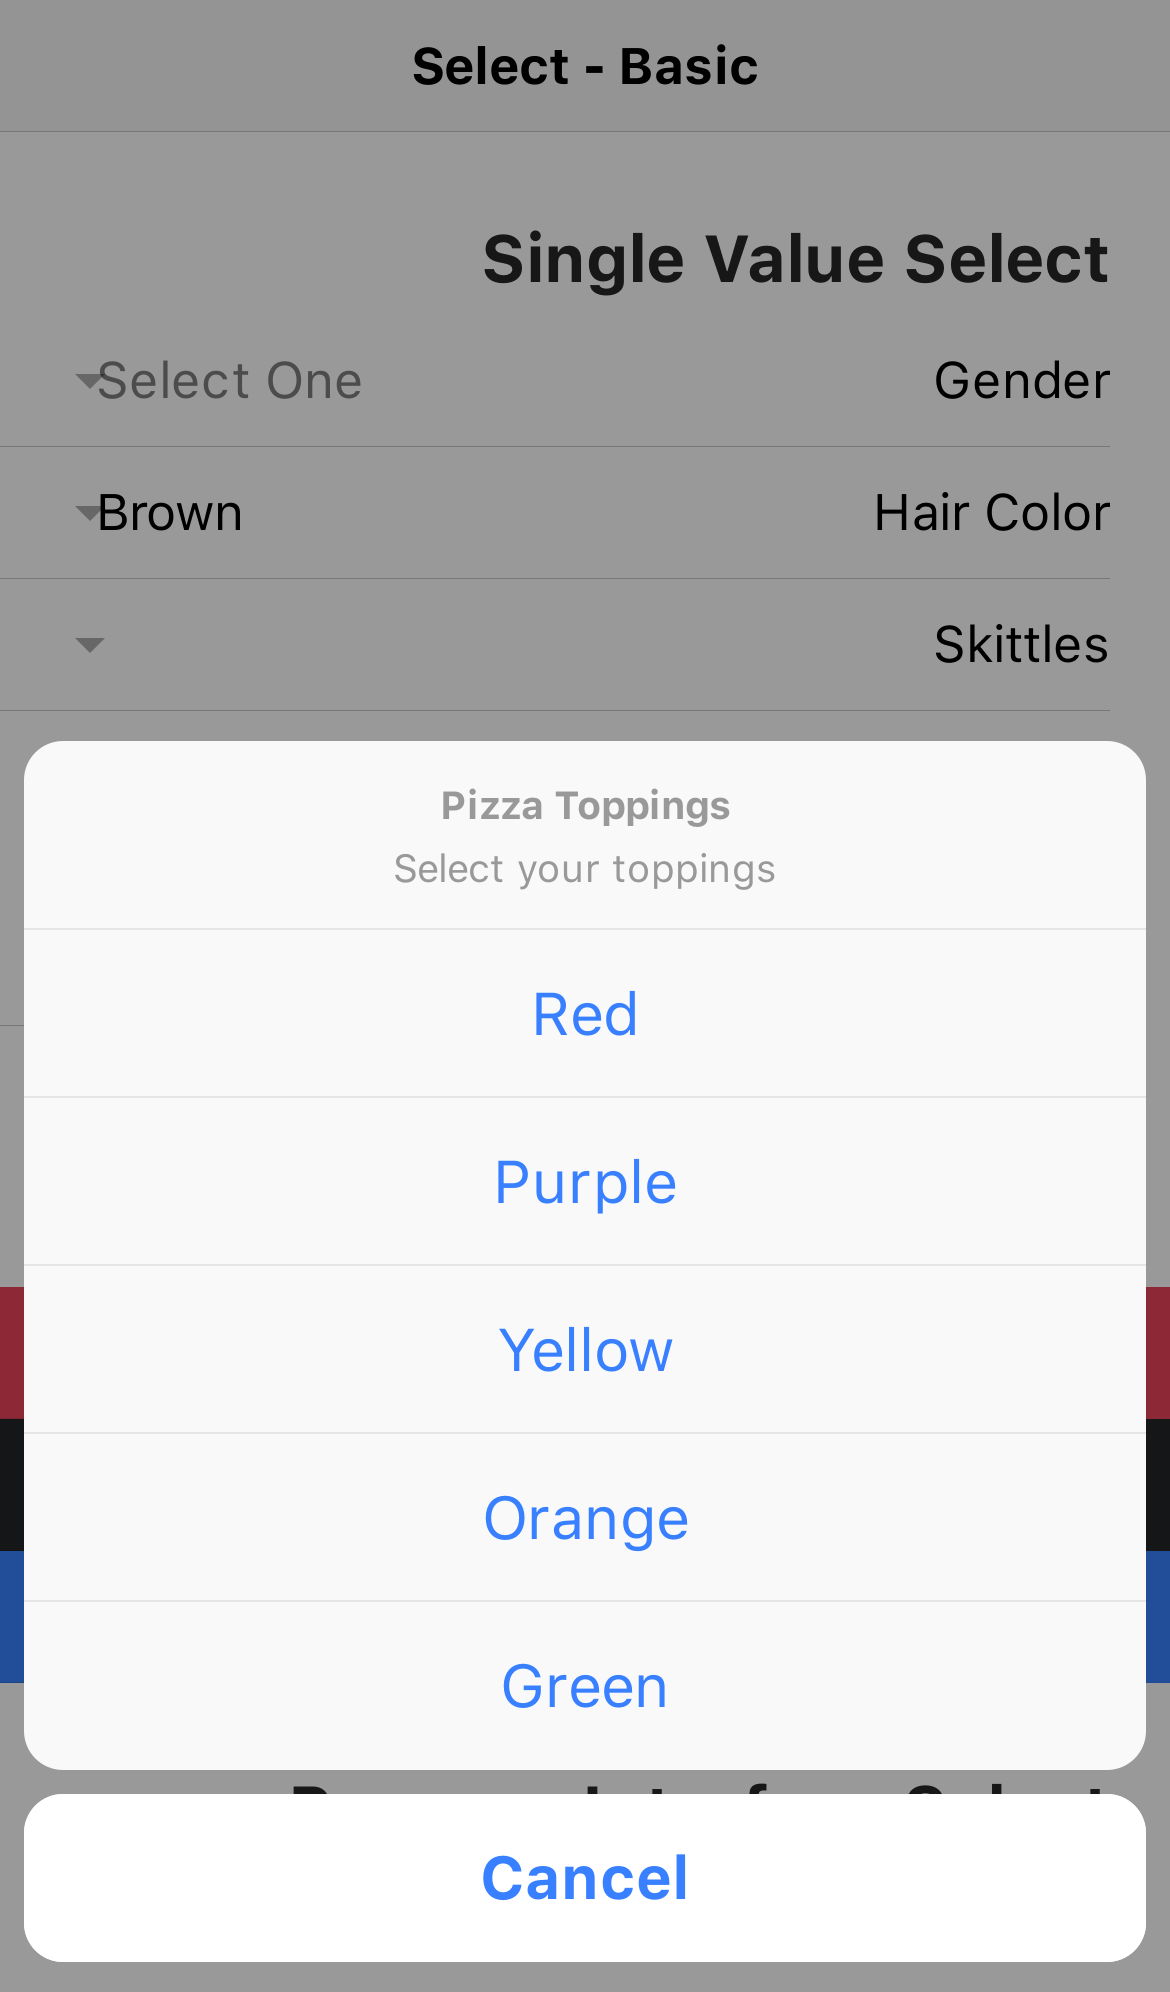 Select - Basic
Single Value Select
Gender
Select One
Hair Color
Brown
Skittles
Pizza Toppings
Select your toppings
Red
Purple
Yellow
Orange
Green
Cancel